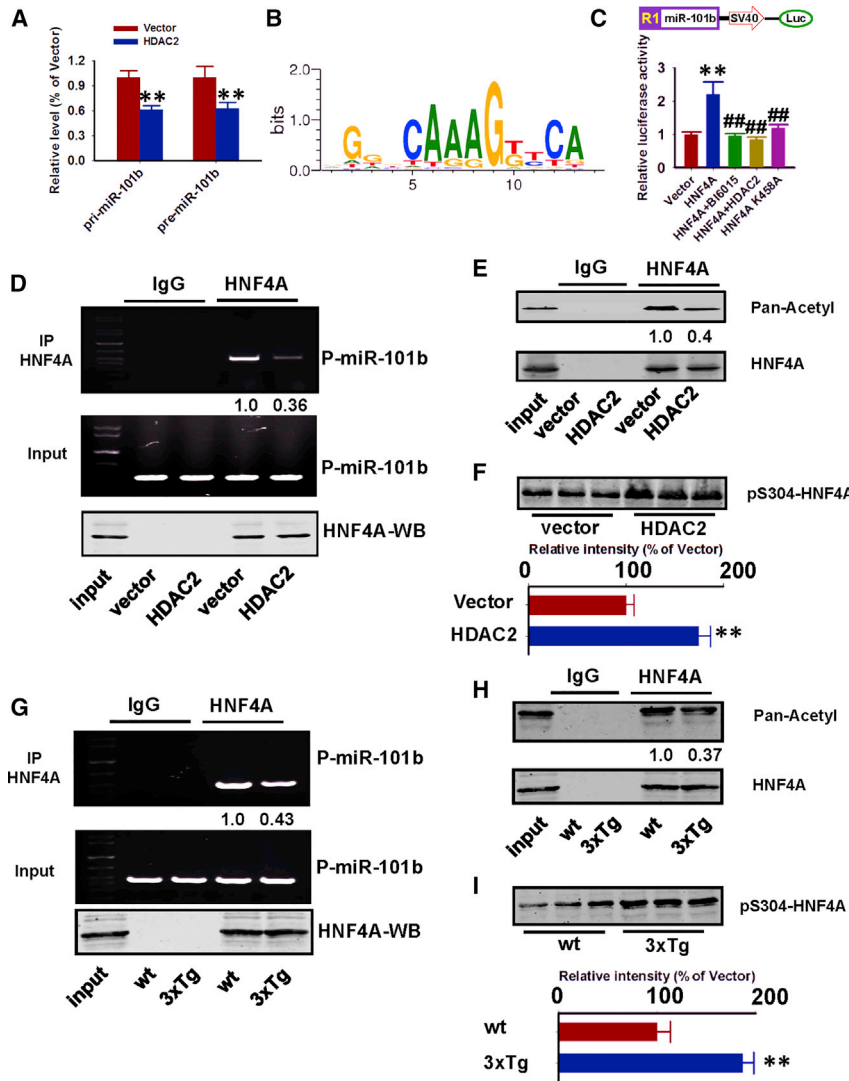 A
Vector
HDAC2
Relative level (% of Vector)
1.2
0.9
0.6
0.3
0.0
**
**
pri-miR-101b
pre-miR-101b
B
bits
2.0
1.0
0.0
G G CAAAGTTCA
5
10
C
R1 miR-101b SV40 Luc
Relative luciferase activity
4
3
2
1
0
**
##
##
##
Vector
HNF4A
HNF4A+BI6015
HNF4A+HDAC2
HNF4A K458A
D
IgG HNF4A
IP
HNF4A
P-miR-101b
1.0 0.36
Input
P-miR-101b
HNF4A-WB
input
vector
HDAC2
vector
HDAC2
E
IgG HNF4A
Pan-Acetyl
1.0 0.4
HNF4A
input
vector
HDAC2
vector
HDAC2
F
pS304-HNF4A
vector HDAC2
Relative intensity (% of Vector)
0 100 200
Vector
HDAC2
**
G
IgG HNF4A
IP
HNF4A
P-miR-101b
1.0 0.43
Input
P-miR-101b
HNF4A-WB
input
wt
3xTg
wt
3xTg
H
IgG HNF4A
Pan-Acetyl
1.0 0.37
HNF4A
input
wt
3xTg
wt
3xTg
I
pS304-HNF4A
wt 3xTg
Relative intensity (% of Vector)
0 100 200
wt
3xTg
**